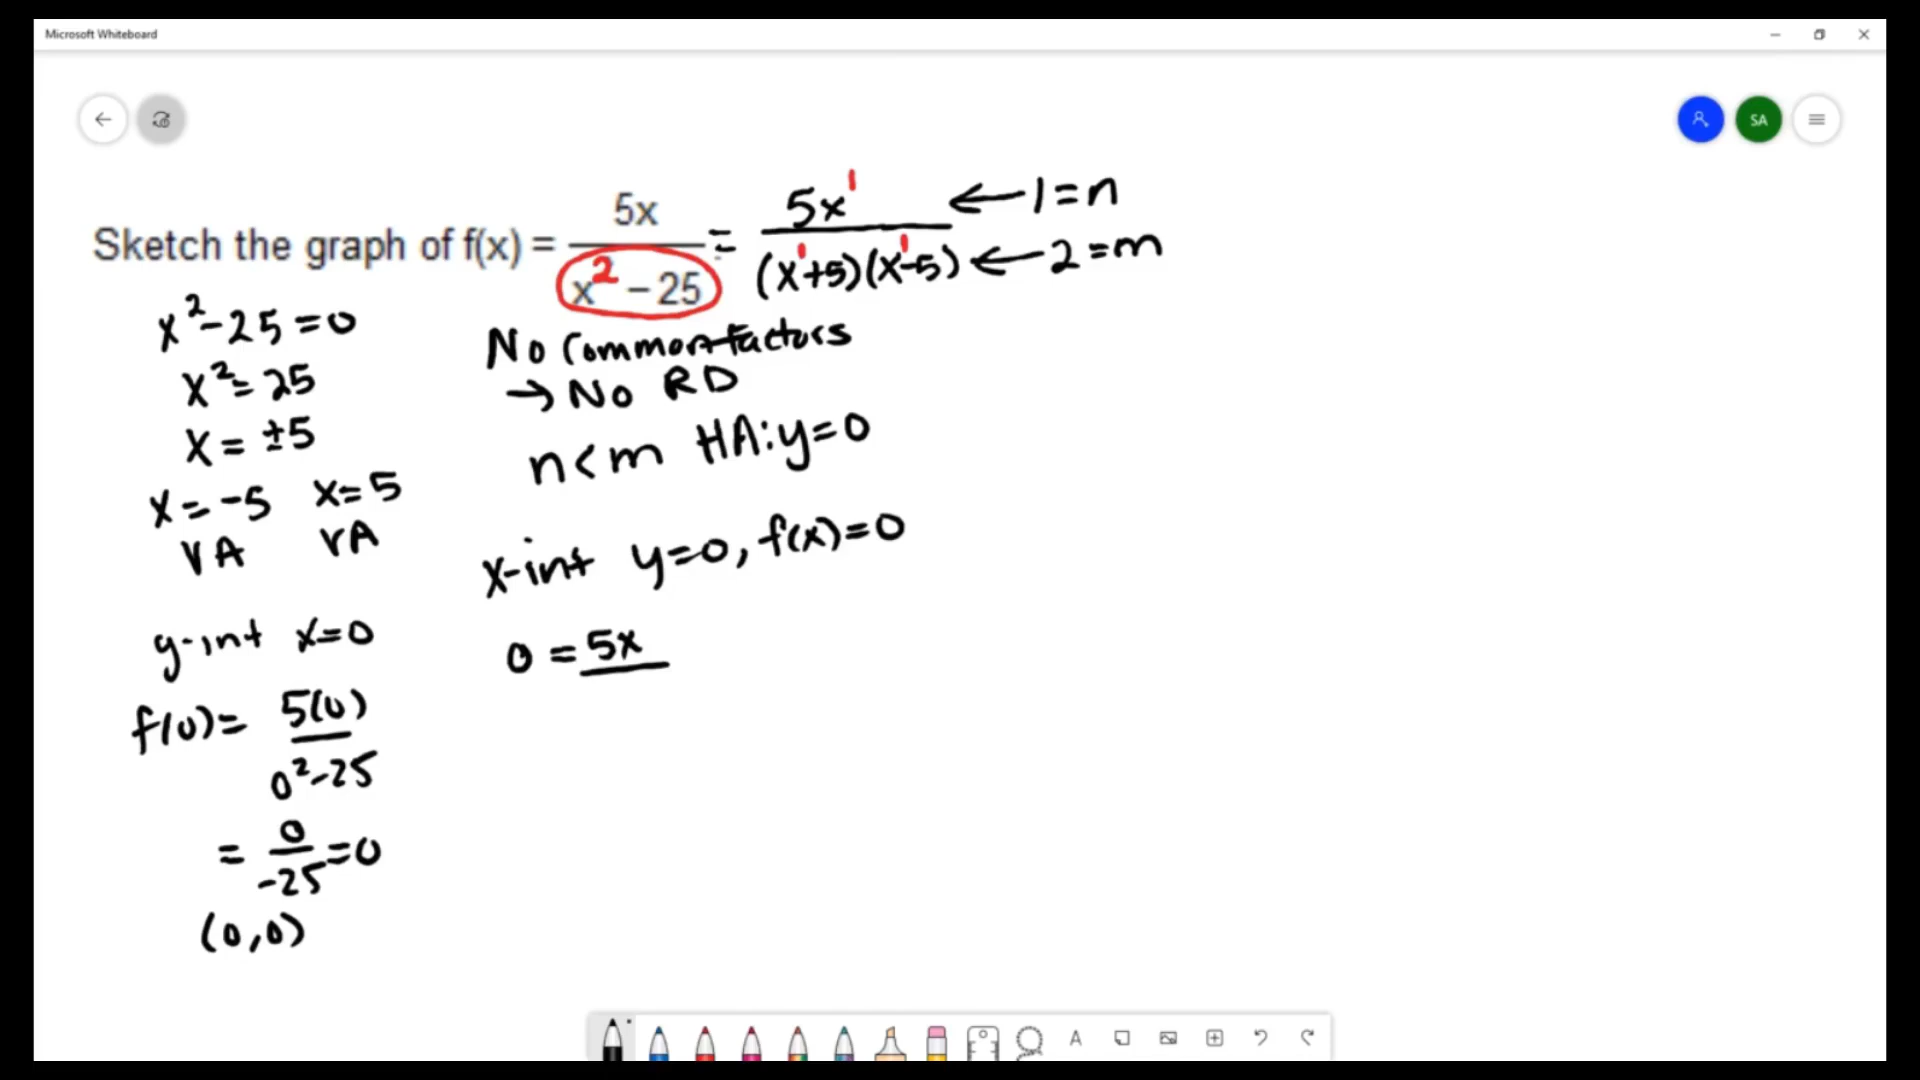 Microsoft Whiteboard
SA
Sketch the graph of f(x) = 5x / (x² − 25) = 5x¹ / (x¹+5)(x¹-5)
← 1 = n
← 2 = m
x² - 25 = 0
x² = 25
x = ±5
x = -5 x = 5
VA VA
y-int x = 0
f(0) = 5(0) / 0² - 25
= 0 / -25 = 0
(0,0)
No Common factors
→ No RD
n < m HA: y = 0
x-int y = 0, f(x) = 0
0 = 5x
A